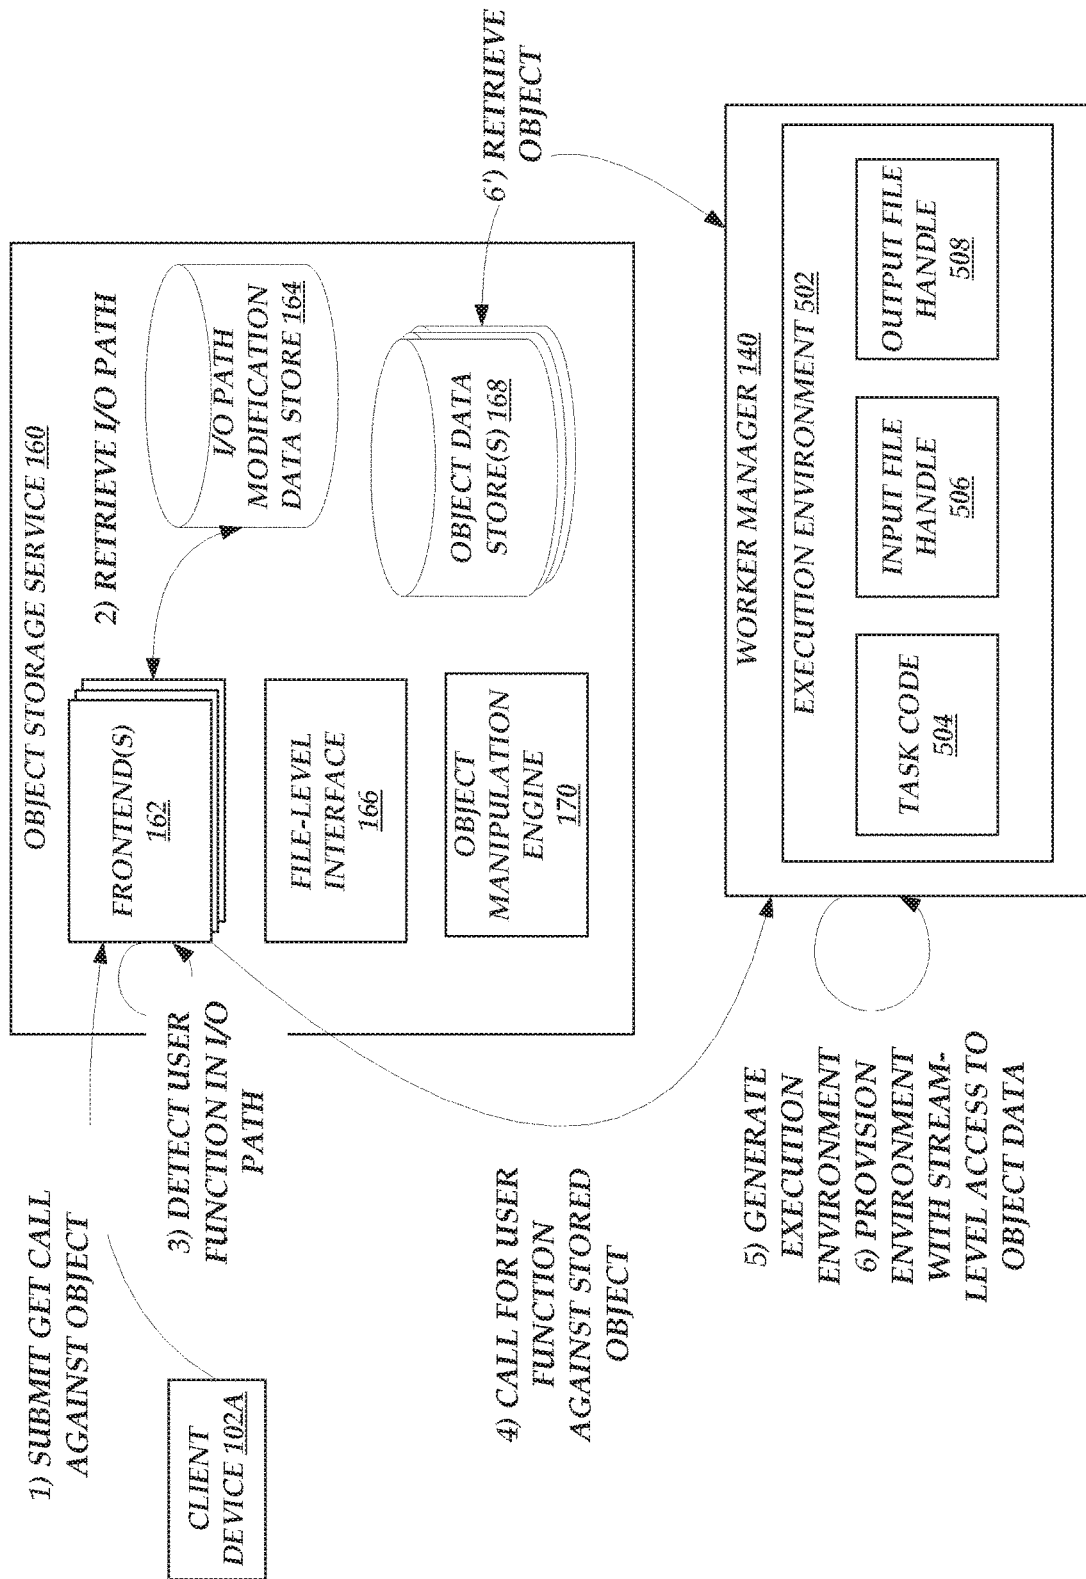 1) SUBMIT GET CALL
AGAINST OBJECT
CLIENT
DEVICE 102A
OBJECT STORAGE SERVICE 160
FRONTEND(S)
162
2) RETRIEVE I/O PATH
I/O PATH
MODIFICATION
DATA STORE 164
3) DETECT USER
FUNCTION IN I/O
PATH
FILE-LEVEL
INTERFACE
166
OBJECT DATA
STORE(S) 168
OBJECT
MANIPULATION
ENGINE
170
4) CALL FOR USER
FUNCTION
AGAINST STORED
OBJECT
6') RETRIEVE
OBJECT
5) GENERATE
EXECUTION
ENVIRONMENT
6) PROVISION
ENVIRONMENT
WITH STREAM-
LEVEL ACCESS TO
OBJECT DATA
WORKER MANAGER 140
EXECUTION ENVIRONMENT 502
TASK CODE
504
INPUT FILE
HANDLE
506
OUTPUT FILE
HANDLE
508